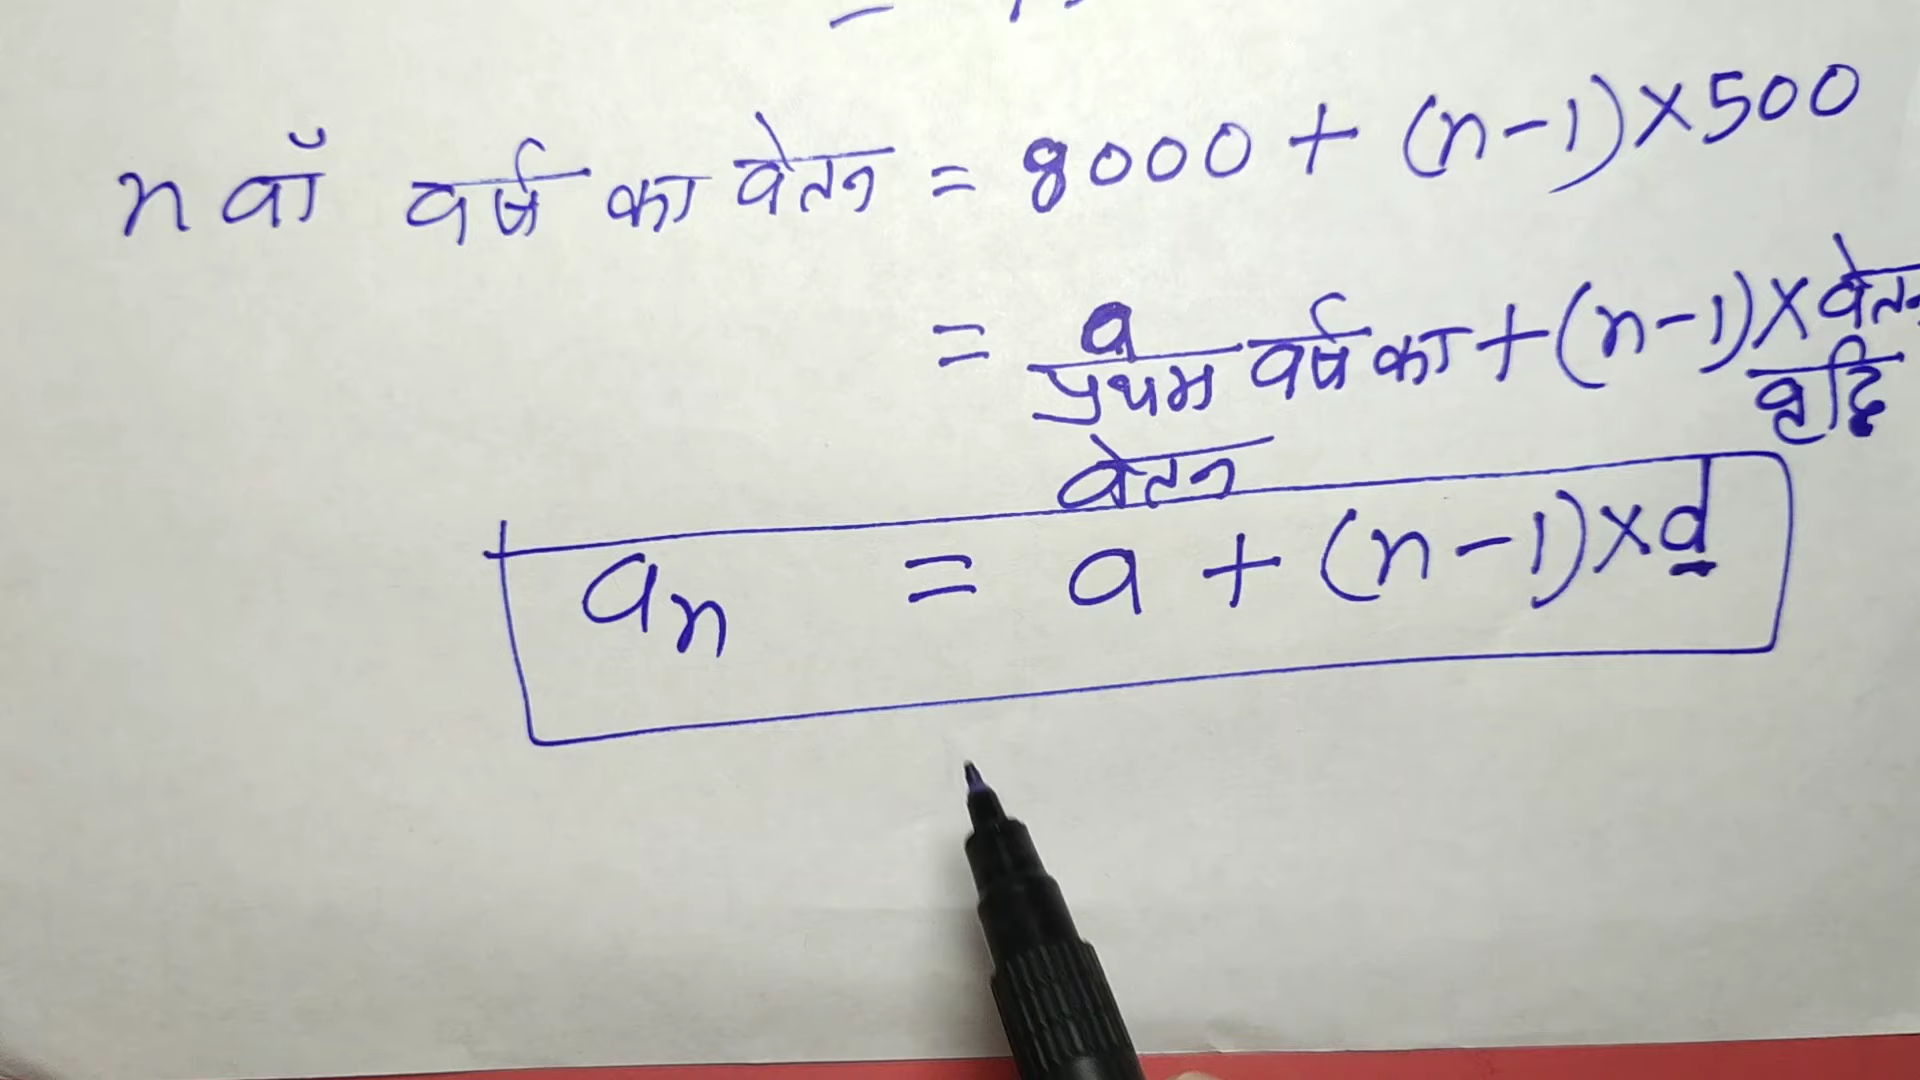 n वाँ वर्ष का वेतन = 8000 + (n-1)×500
= a प्रथम वर्ष का + (n-1)× वेतन
वेतन वृद्धि
an = a + (n-1)×d